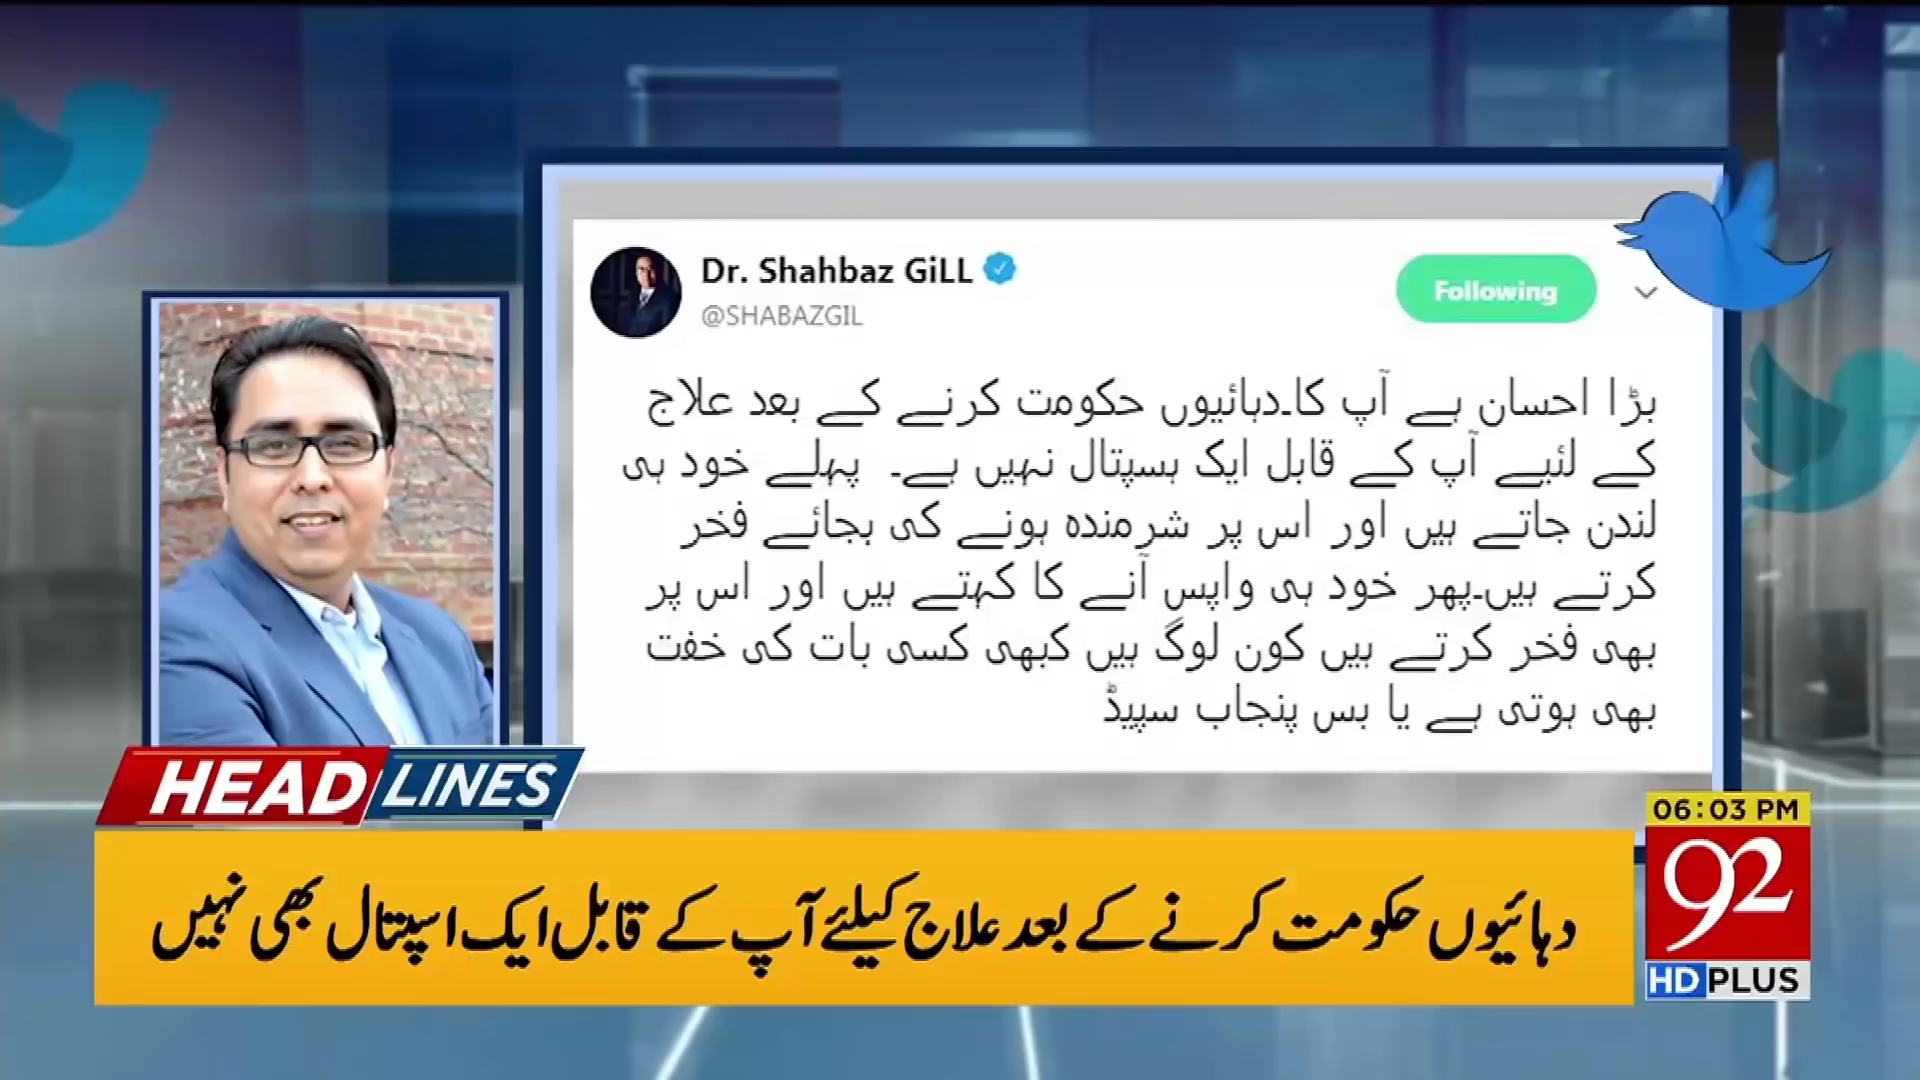 Dr. Shahbaz GiLL
@SHABAZGIL
Following
بڑا احسان ہے آپ کا۔دہائیوں حکومت کرنے کے بعد علاج
کے لئیے آپ کے قابل ایک ہسپتال نہیں ہے۔ پہلے خود ہی
لندن جاتے ہیں اور اس پر شرمندہ ہونے کی بجائے فخر
کرتے ہیں۔پھر خود ہی واپس آنے کا کہتے ہیں اور اس پر
بھی فخر کرتے ہیں کون لوگ ہیں کبھی کسی بات کی خفت
بھی ہوتی ہے یا بس پنجاب سپیڈ
HEADLINES
06:03 PM
دہائیوں حکومت کرنے کے بعد علاج کیلئے آپ کے قابل ایک اسپتال بھی نہیں
92
HD PLUS